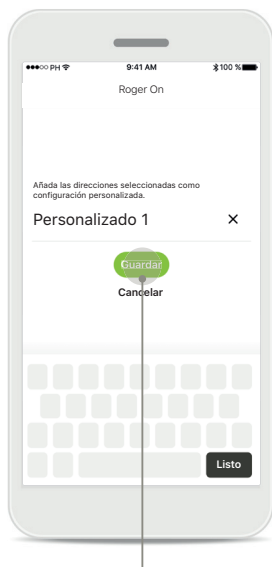 PH 9:41 AM 100 %
Roger On
Añada las direcciones seleccionadas como
configuración personalizada.
Personalizado 1 ×
Guardar
Cancelar
Listo